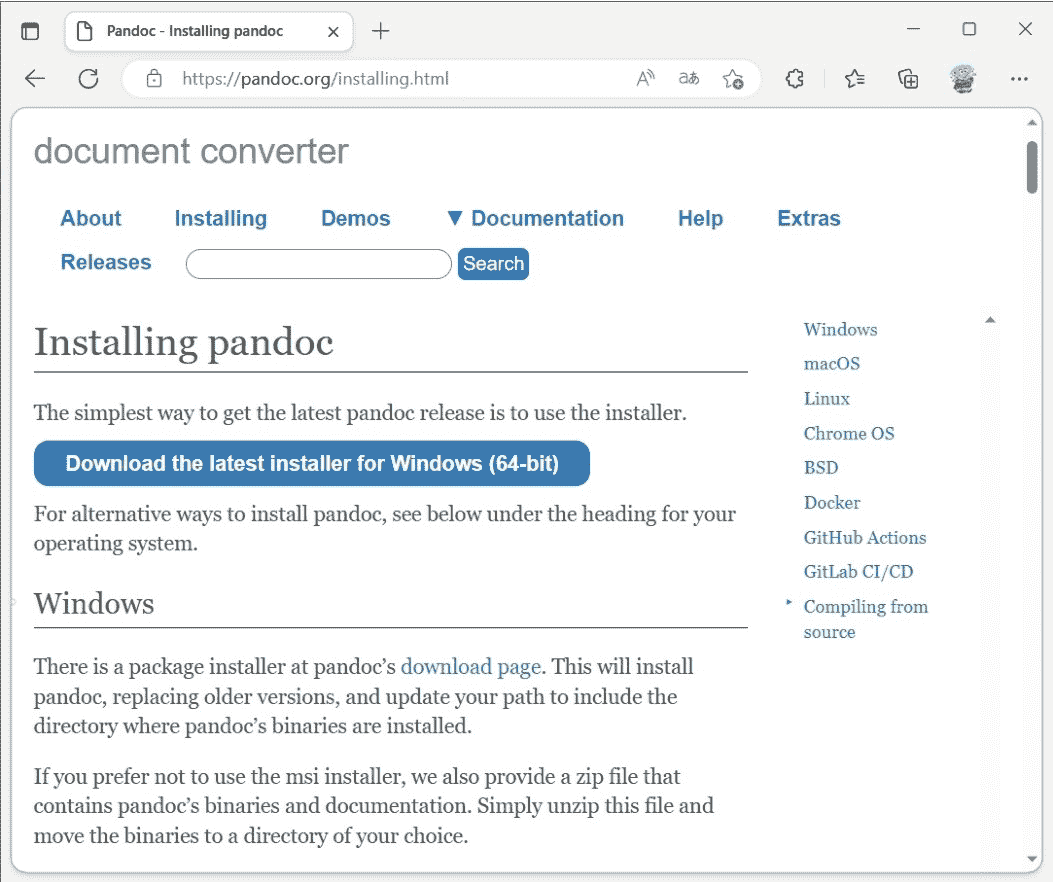 Pandoc - Installing pandoc
https://pandoc.org/installing.html
document converter
About Installing Demos ▼ Documentation Help Extras
Releases Search
Installing pandoc
The simplest way to get the latest pandoc release is to use the installer.
Download the latest installer for Windows (64-bit)
For alternative ways to install pandoc, see below under the heading for your
operating system.
Windows
There is a package installer at pandoc’s download page. This will install
pandoc, replacing older versions, and update your path to include the
directory where pandoc’s binaries are installed.
If you prefer not to use the msi installer, we also provide a zip file that
contains pandoc’s binaries and documentation. Simply unzip this file and
move the binaries to a directory of your choice.
Windows
macOS
Linux
Chrome OS
BSD
Docker
GitHub Actions
GitLab CI/CD
Compiling from
source